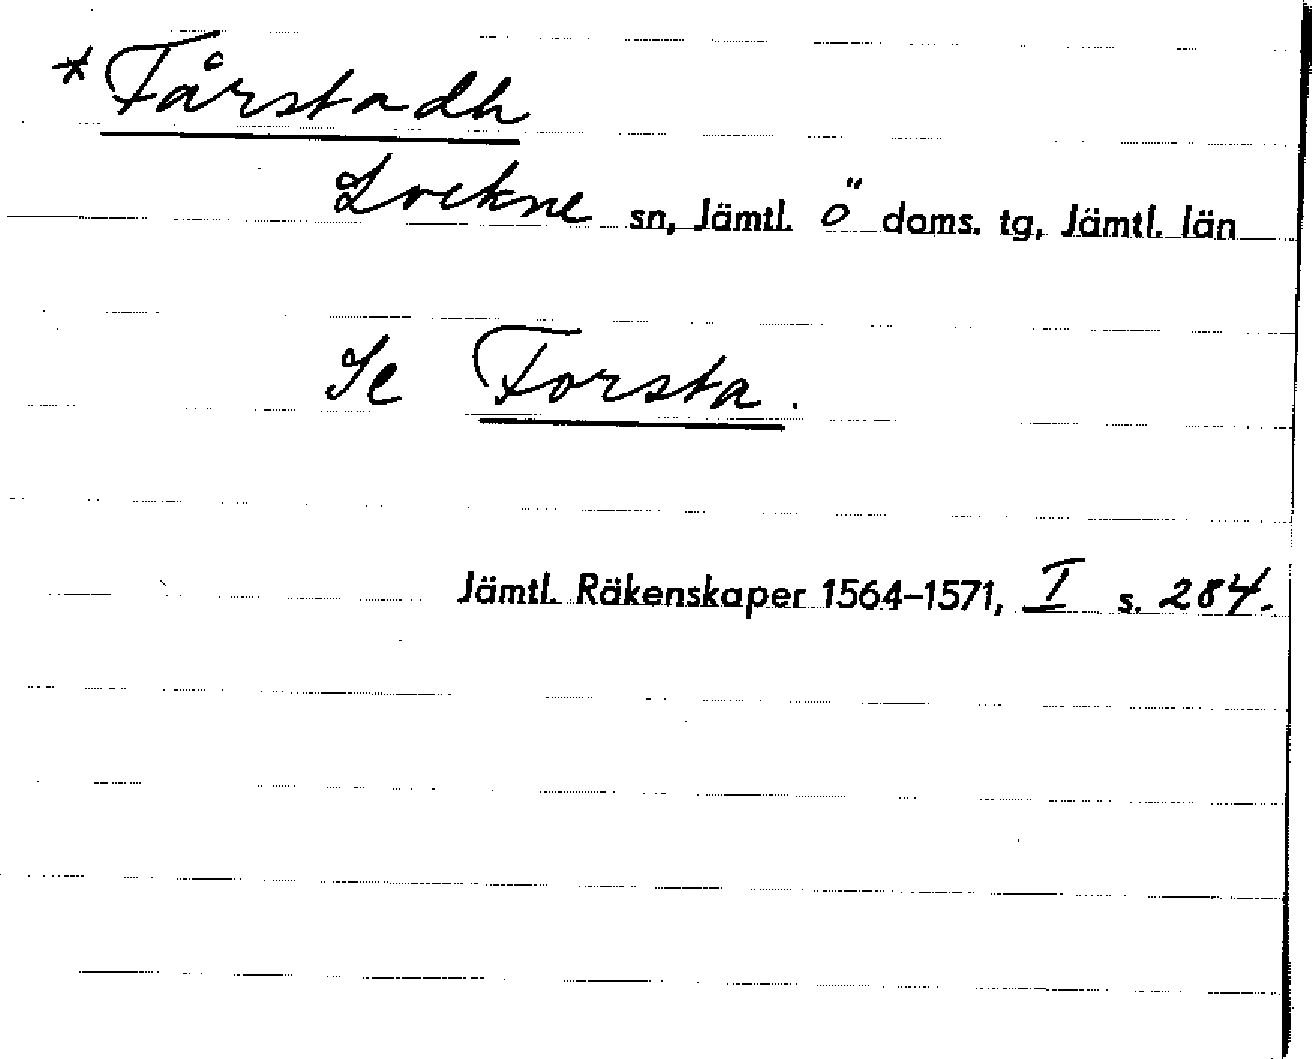 *Fårstadh
Lockne sn, Jämtl. ö doms. tg, Jämtl. län
Se Forsta.
Jämtl. Räkenskaper 1564-1571, I s. 284.